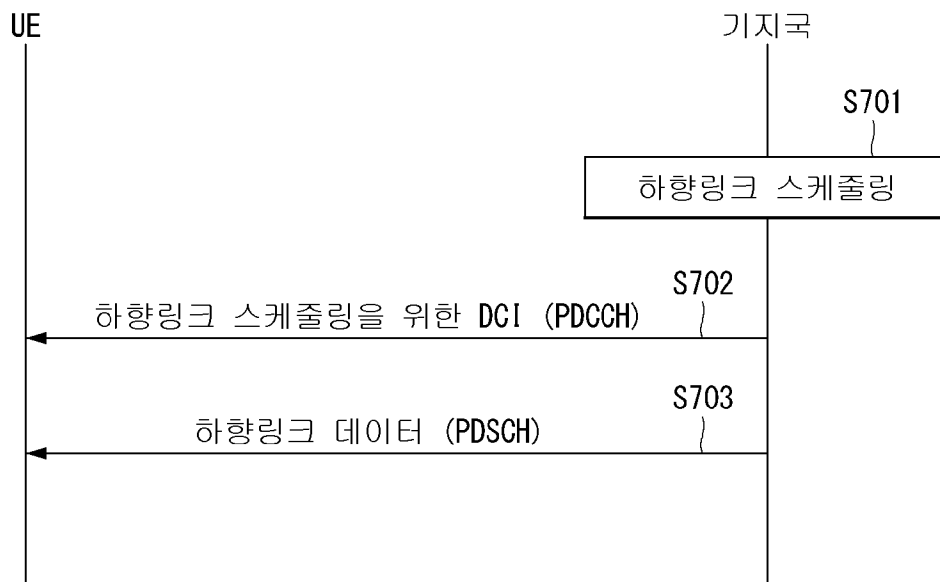 UE
기지국
S701
하향링크 스케줄링
S702
하향링크 스케줄링을 위한 DCI (PDCCH)
S703
하향링크 데이터 (PDSCH)